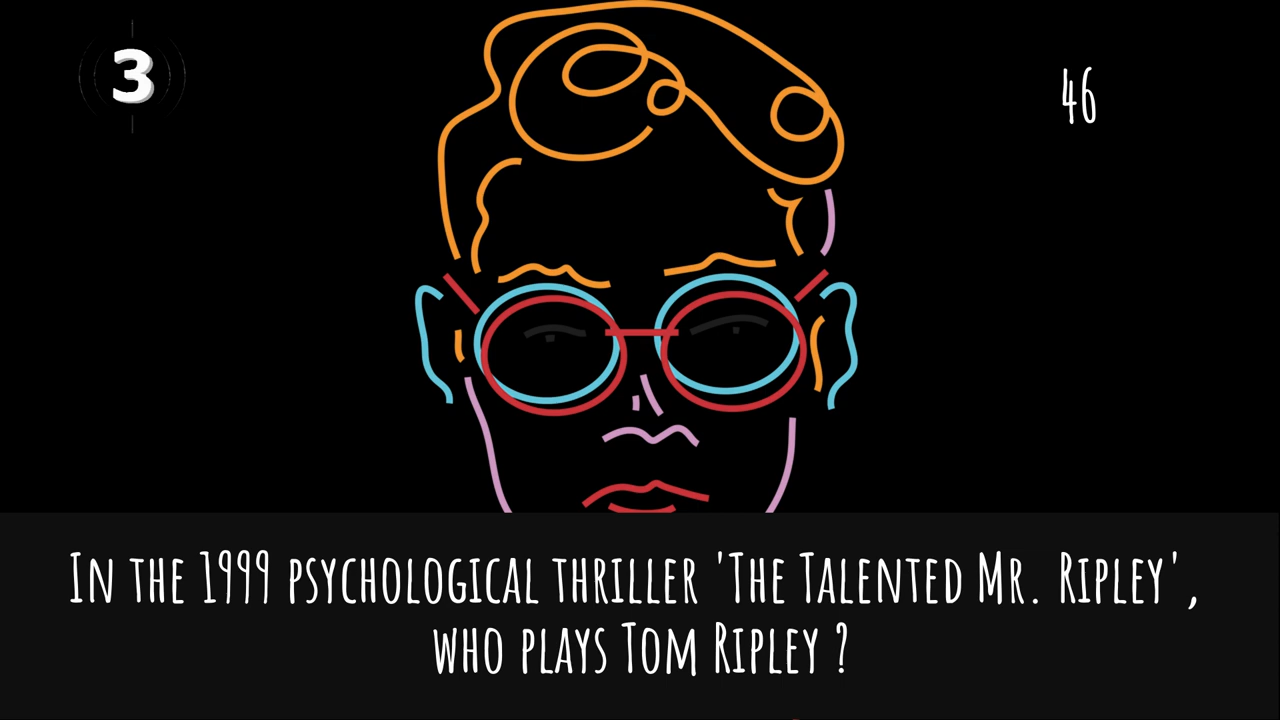 3
46
In the 1999 psychological thriller 'The Talented Mr. Ripley',
who plays Tom Ripley ?